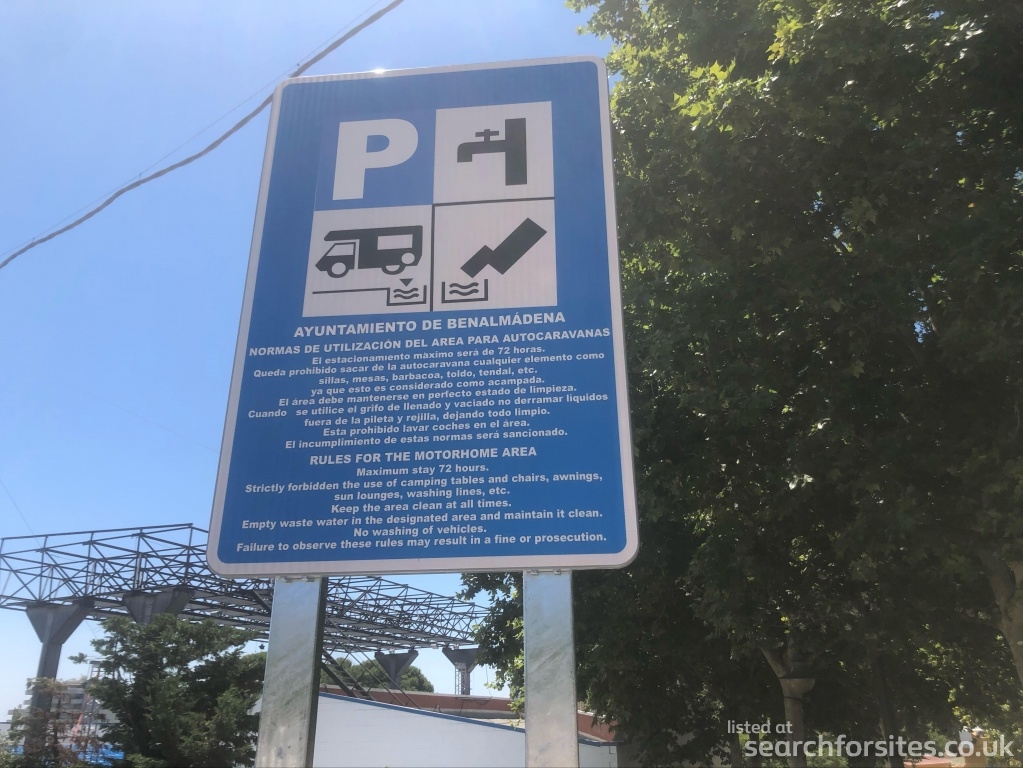 P
AYUNTAMIENTO DE BENALMÁDENA
NORMAS DE UTILIZACIÓN DEL AREA PARA AUTOCARAVANAS
El estacionamiento máximo será de 72 horas.
Queda prohibido sacar de la autocaravana cualquier elemento como
sillas, mesas, barbacoa, toldo, tendal, etc.
ya que esto es considerado como acampada.
El área debe mantenerse en perfecto estado de limpieza.
Cuando se utilice el grifo de llenado y vaciado no derramar líquidos
fuera de la pileta y rejilla, dejando todo limpio.
Esta prohibido lavar coches en el área.
El incumplimiento de estas normas será sancionado.
RULES FOR THE MOTORHOME AREA
Maximum stay 72 hours.
Strictly forbidden the use of camping tables and chairs, awnings,
sun lounges, washing lines, etc.
Keep the area clean at all times.
Empty waste water in the designated area and maintain it clean.
No washing of vehicles.
Failure to observe these rules may result in a fine or prosecution.
listed at
searchforsites.co.uk